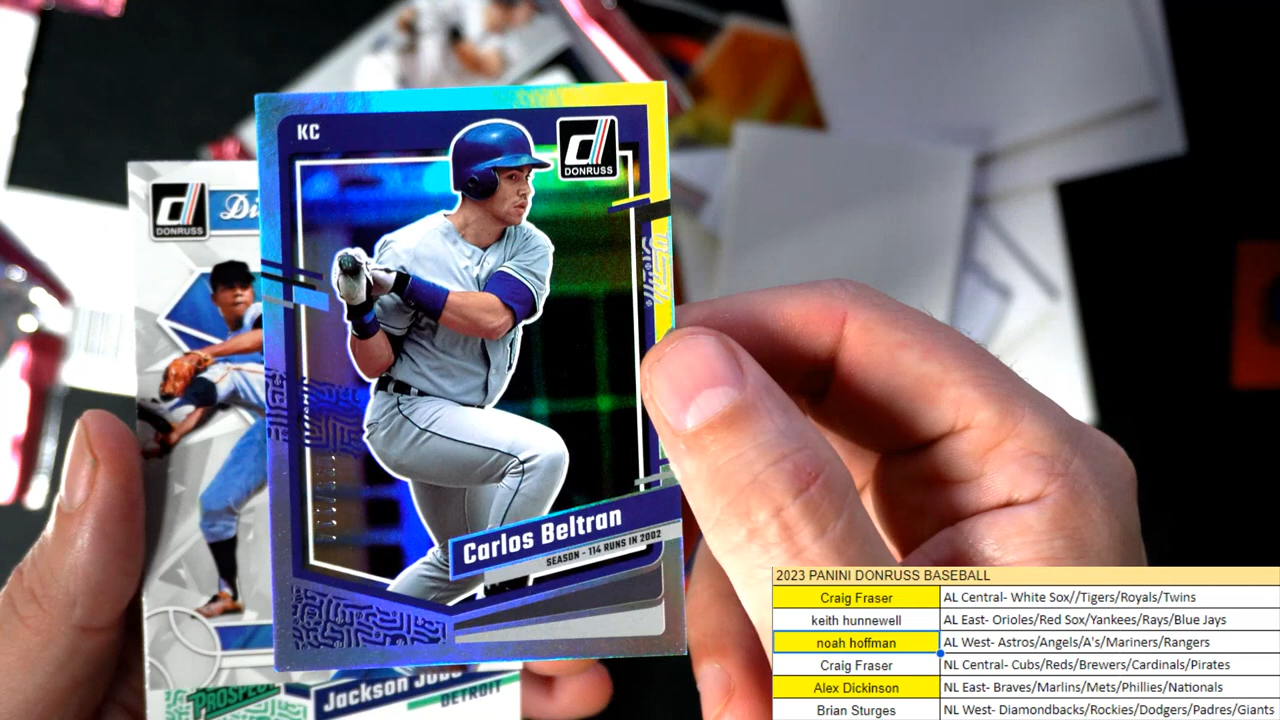 KC
DONRUSS
DONRUSS
Carlos Beltran
SEASON - 114 RUNS IN 2002
PROSPECT
Jackson
DETROIT
2023 PANINI DONRUSS BASEBALL
Craig Fraser AL Central- White Sox//Tigers/Royals/Twins
keith hunnewell AL East- Orioles/Red Sox/Yankees/Rays/Blue Jays
noah hoffman AL West- Astros/Angels/A's/Mariners/Rangers
Craig Fraser NL Central- Cubs/Reds/Brewers/Cardinals/Pirates
Alex Dickinson NL East- Braves/Marlins/Mets/Phillies/Nationals
Brian Sturges NL West- Diamondbacks/Rockies/Dodgers/Padres/Giants